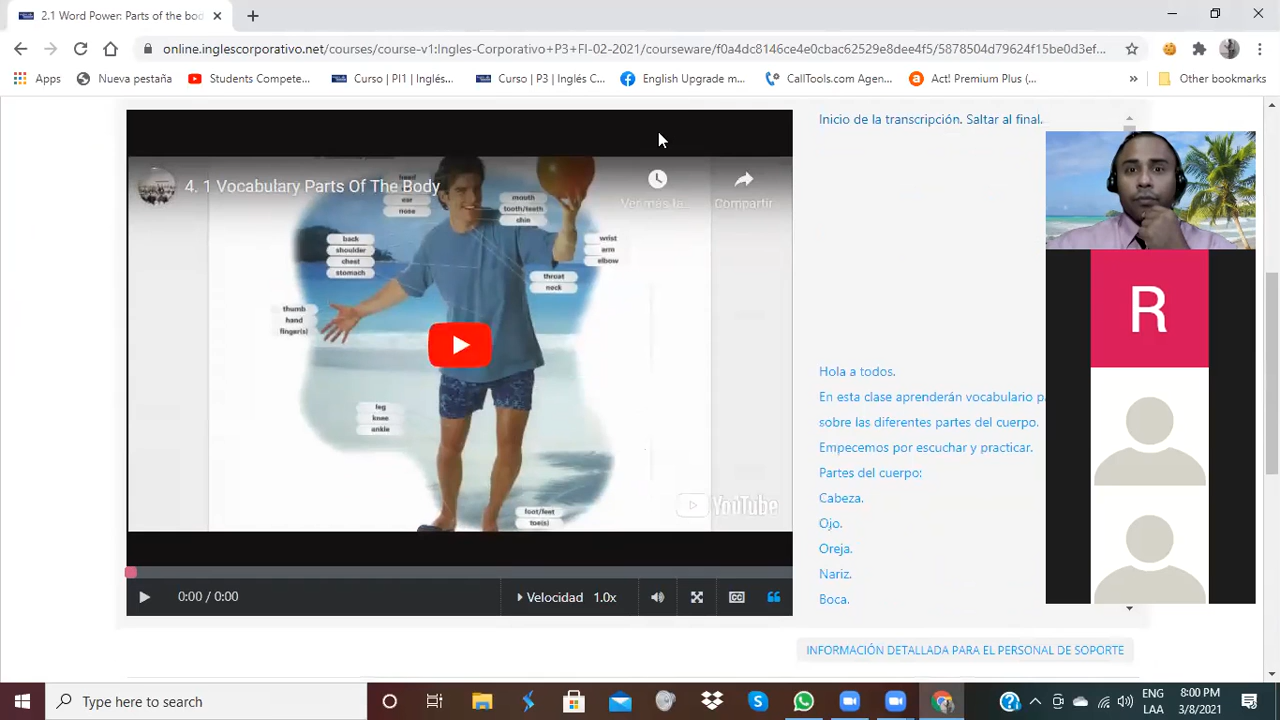 2.1 Word Power: Parts of the bod
online.inglescorporativo.net/courses/course-v1:Ingles-Corporativo+P3+FI-02-2021/courseware/f0a4dc8146ce4e0cbac62529e8dee4f5/5878504d79624f15be0d3ef...
Apps
Nueva pestaña
Students Compete...
Curso | PI1 | Inglés...
Curso | P3 | Inglés C...
English Upgrade m...
CallTools.com Agen...
Act! Premium Plus (...
»
Other bookmarks
4. 1 Vocabulary Parts Of The Body
Ver más ta...
Compartir
ear
nose
mouth
tooth/teeth
chin
back
shoulder
chest
stomach
wrist
arm
elbow
throat
neck
thumb
hand
finger(s)
leg
knee
ankle
foot/feet
toe(s)
YouTube
0:00 / 0:00
Velocidad 1.0x
Inicio de la transcripción. Saltar al final.
Hola a todos.
En esta clase aprenderán vocabulario
sobre las diferentes partes del cuerpo.
Empecemos por escuchar y practicar.
Partes del cuerpo:
Cabeza.
Ojo.
Oreja.
Nariz.
Boca.
R
INFORMACIÓN DETALLADA PARA EL PERSONAL DE SOPORTE
Type here to search
ENG
LAA
8:00 PM
3/8/2021